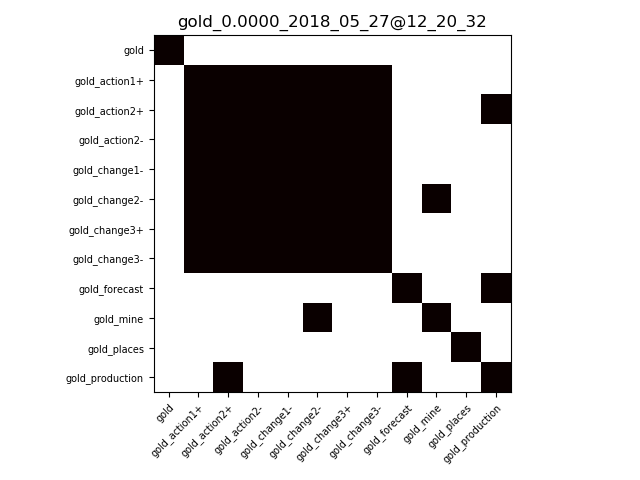 gold_0.0000_2018_05_27@12_20_32
gold
gold_action1+
gold_action2+
gold_action2-
gold_change1-
gold_change2-
gold_change3+
gold_change3-
gold_forecast
gold_mine
gold_places
gold_production
gold
gold_action1+
gold_action2+
gold_action2-
gold_change1-
gold_change2-
gold_change3+
gold_change3-
gold_forecast
gold_mine
gold_places
gold_production